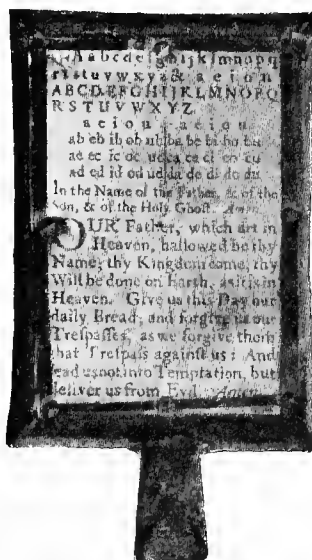 a b c d e f g h i j k l m n o p q
r s t u v w x y z & a e i o u
A B C D E F G H I J K L M N O P Q
R S T U V W X Y Z.
a e i o u a e i o u
ab eb ib ob ub ba be bi bo bu
ac ec ic oc uc ca ce ci co cu
ad ed id od ud da de di do du
In the Name of the Father, & of the
Son, & of the Holy Ghoſt. Amen.
OUR Father, which art in
Heaven, hallowed be thy
Name; thy Kingdom come, thy
Will be done on Earth, as it is in
Heaven. Give us this Day our
daily Bread; and forgive us our
Treſpaſſes, as we forgive them
that Treſpaſs againſt us: And
lead us not into Temptation, but
deliver us from Evil. Amen.